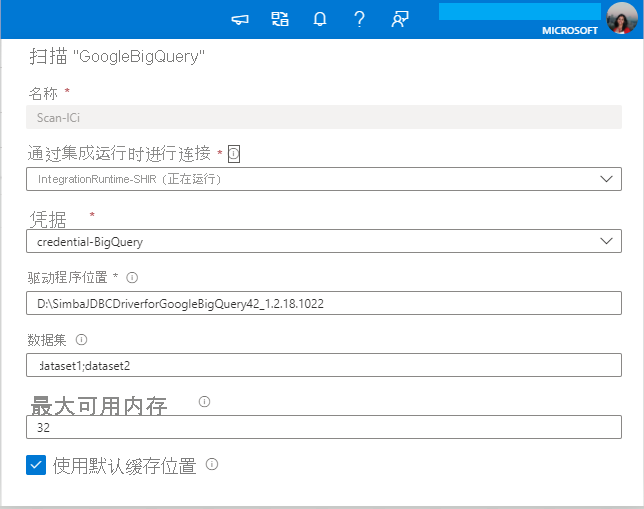 MICROSOFT
扫描 "GoogleBigQuery"
名称 *
Scan-ICi
通过集成运行时进行连接 *
IntegrationRuntime-SHIR（正在运行）
凭据 *
credential-BigQuery
驱动程序位置 *
D:\SimbaJDBCDriverforGoogleBigQuery42_1.2.18.1022
数据集
dataset1;dataset2
最大可用内存
32
使用默认缓存位置